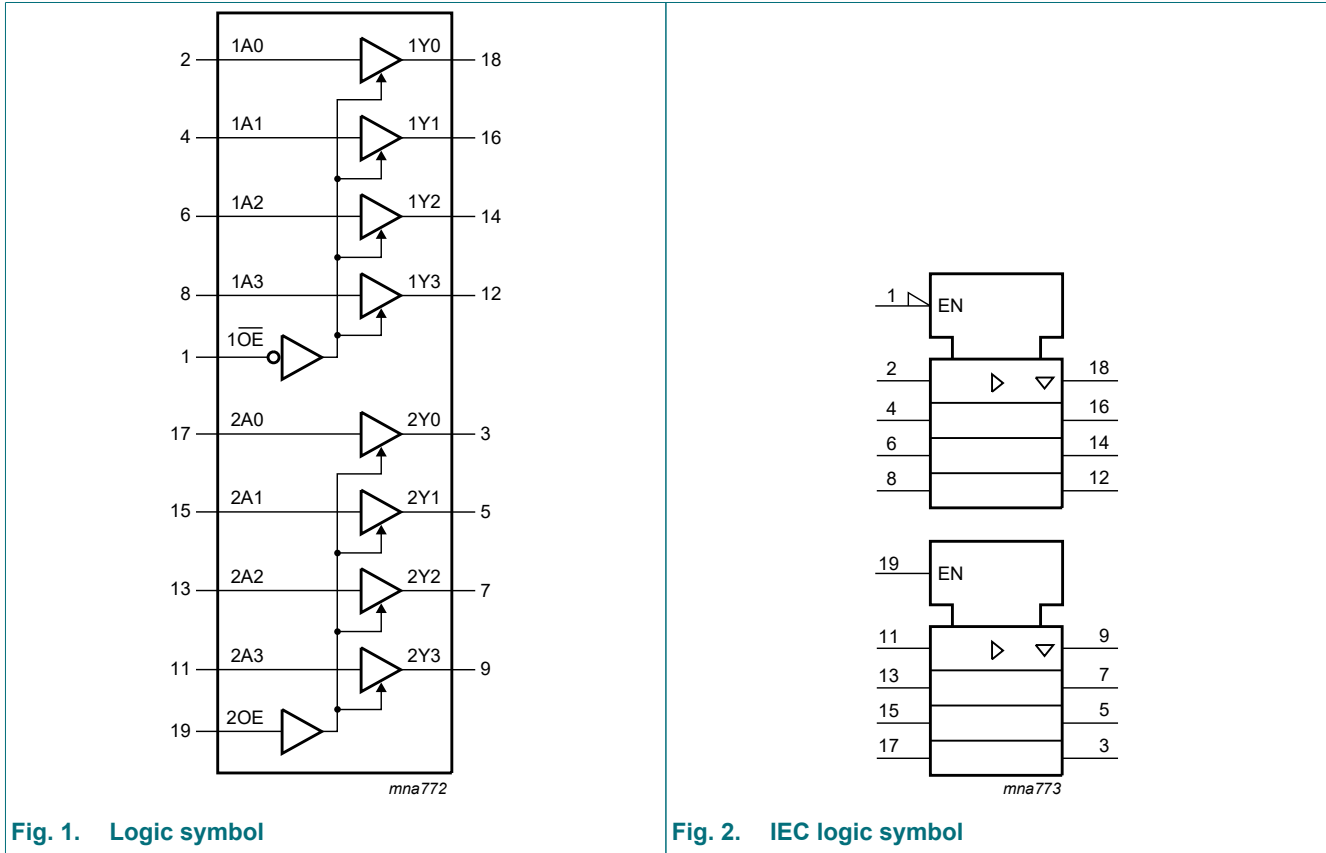 2 1A0 1Y0 18
4 1A1 1Y1 16
6 1A2 1Y2 14
8 1A3 1Y3 12
1 1O̅E̅
17 2A0 2Y0 3
15 2A1 2Y1 5
13 2A2 2Y2 7
11 2A3 2Y3 9
19 2OE
mna772
Fig. 1. Logic symbol
1 EN
2 18
4 16
6 14
8 12
19 EN
11 9
13 7
15 5
17 3
mna773
Fig. 2. IEC logic symbol